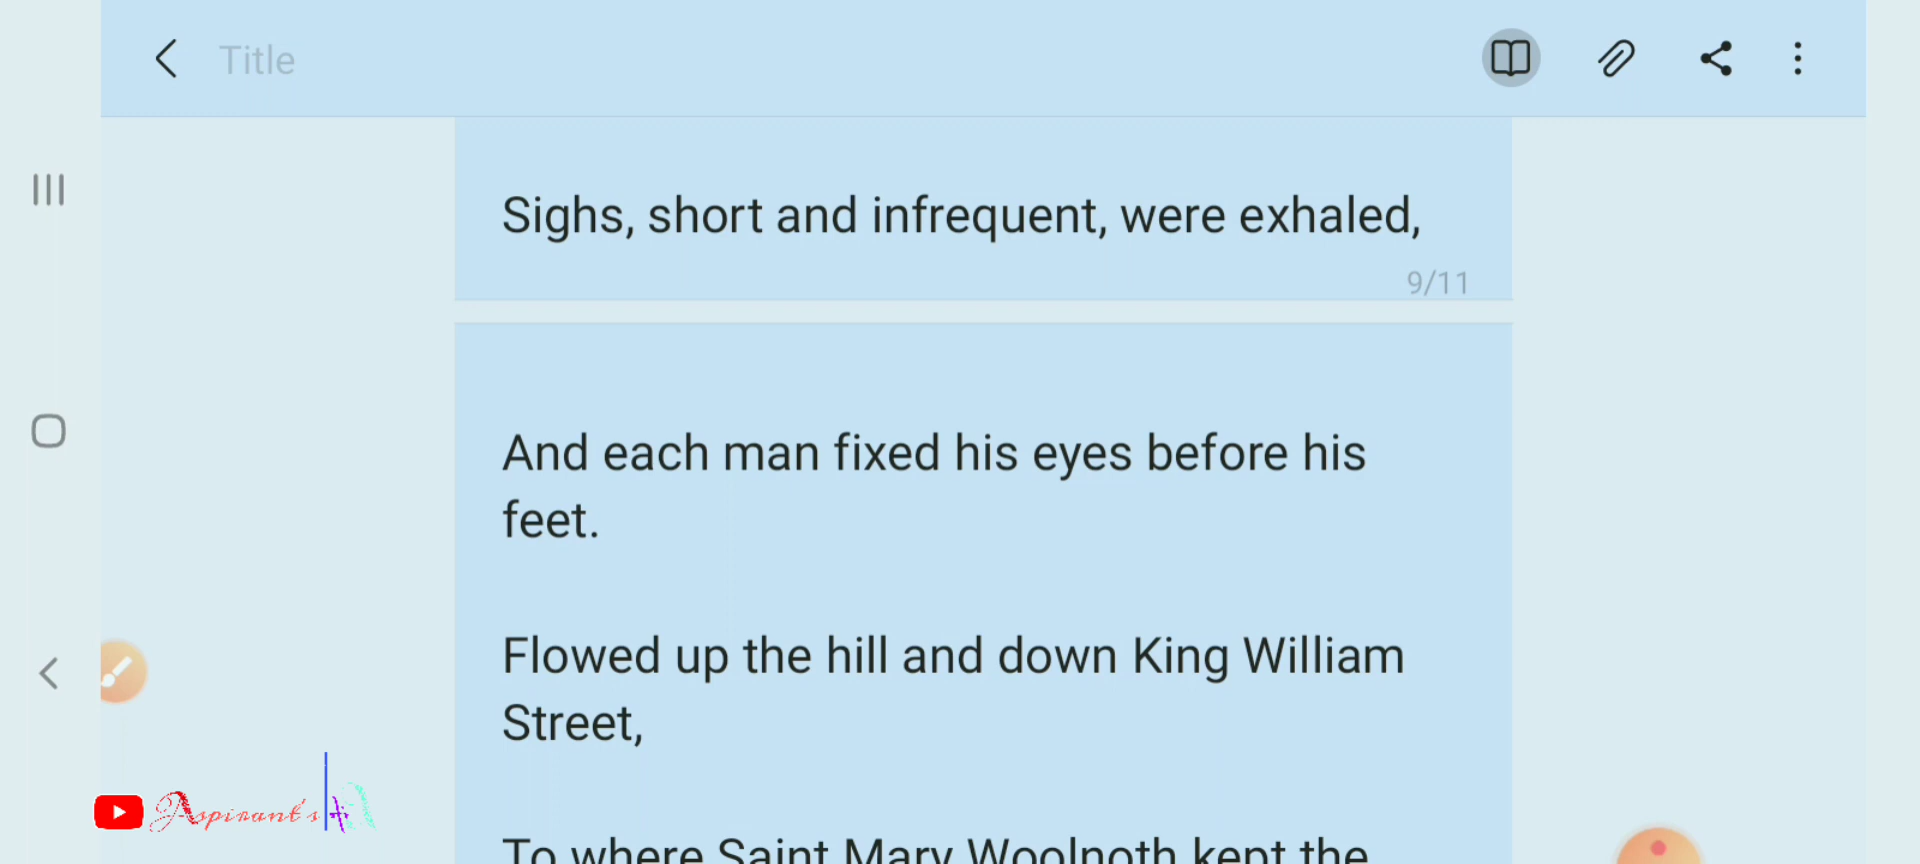 Title
Sighs, short and infrequent, were exhaled,
9/11
And each man fixed his eyes before his
feet.
Flowed up the hill and down King William
Street,
To where Saint Mary Woolnoth kept the
Aspirant's